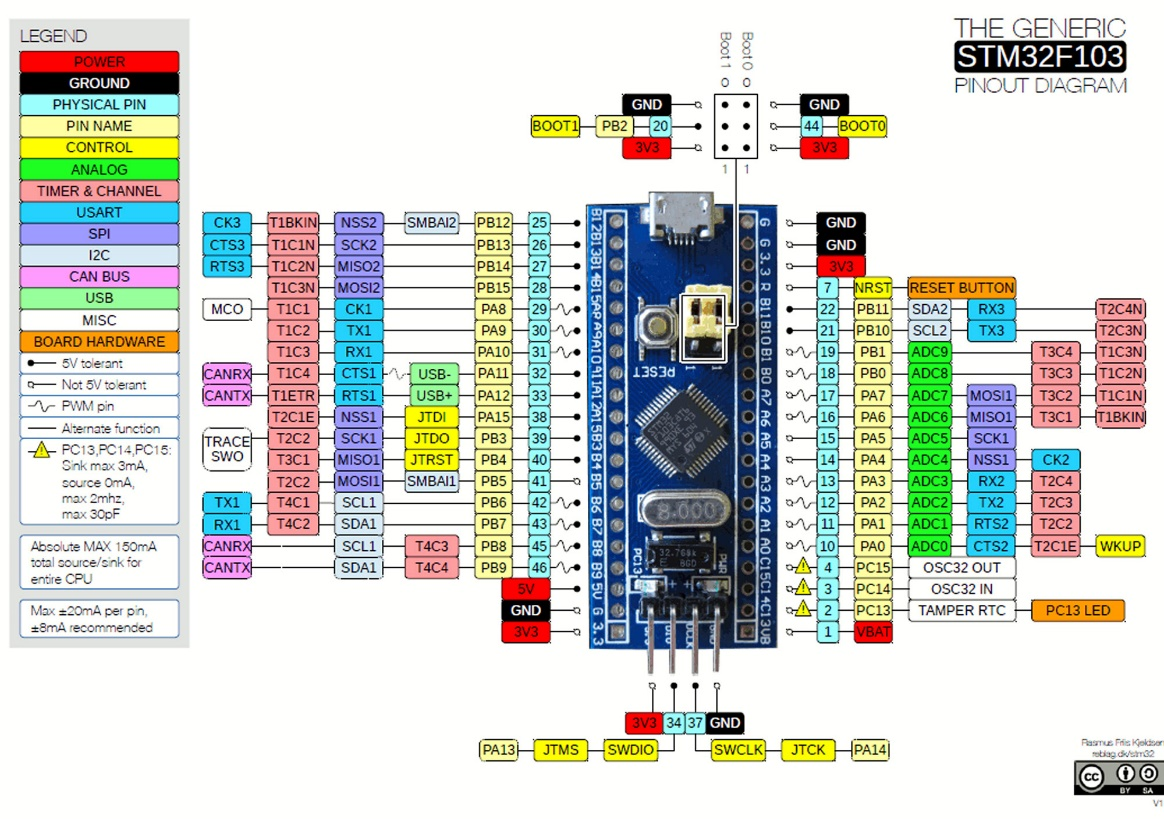 LEGEND
POWER
GROUND
PHYSICAL PIN
PIN NAME
CONTROL
ANALOG
TIMER & CHANNEL
USART
SPI
I2C
CAN BUS
USB
MISC
BOARD HARDWARE
5V tolerant
Not 5V tolerant
PWM pin
Alternate function
PC13,PC14,PC15:
Sink max 3mA,
source 0mA,
max 2mhz,
max 30pF
Absolute MAX 150mA
total source/sink for
entire CPU
Max ±20mA per pin,
±8mA recommended
THE GENERIC
STM32F103
PINOUT DIAGRAM
Boot 1 Boot 0
GND GND
BOOT1 PB2 20 44 BOOT0
3V3 3V3
1 1
CK3 T1BKIN NSS2 SMBAI2 PB12 25
CTS3 T1C1N SCK2 PB13 26
RTS3 T1C2N MISO2 PB14 27
T1C3N MOSI2 PB15 28
MCO T1C1 CK1 PA8 29
T1C2 TX1 PA9 30
T1C3 RX1 PA10 31
CANRX T1C4 CTS1 USB- PA11 32
CANTX T1ETR RTS1 USB+ PA12 33
T2C1E NSS1 JTDI PA15 38
TRACE SWO T2C2 SCK1 JTDO PB3 39
T3C1 MISO1 JTRST PB4 40
T2C2 MOSI1 SMBAI1 PB5 41
TX1 T4C1 SCL1 PB6 42
RX1 T4C2 SDA1 PB7 43
CANRX SCL1 T4C3 PB8 45
CANTX SDA1 T4C4 PB9 46
5V
GND
3V3
GND
GND
3V3
7 NRST RESET BUTTON
22 PB11 SDA2 RX3 T2C4N
21 PB10 SCL2 TX3 T2C3N
19 PB1 ADC9 T3C4 T1C3N
18 PB0 ADC8 T3C3 T1C2N
17 PA7 ADC7 MOSI1 T3C2 T1C1N
16 PA6 ADC6 MISO1 T3C1 T1BKIN
15 PA5 ADC5 SCK1
14 PA4 ADC4 NSS1 CK2
13 PA3 ADC3 RX2 T2C4
12 PA2 ADC2 TX2 T2C3
11 PA1 ADC1 RTS2 T2C2
10 PA0 ADC0 CTS2 T2C1E WKUP
4 PC15 OSC32 OUT
3 PC14 OSC32 IN
2 PC13 TAMPER RTC PC13 LED
1 VBAT
RESET
8.000
32.768k
PC13
PWR
3V3 34 37 GND
PA13 JTMS SWDIO SWCLK JTCK PA14
Rasmus Friis Kjeldsen
reblag.dk/stm32
CC BY SA
V1